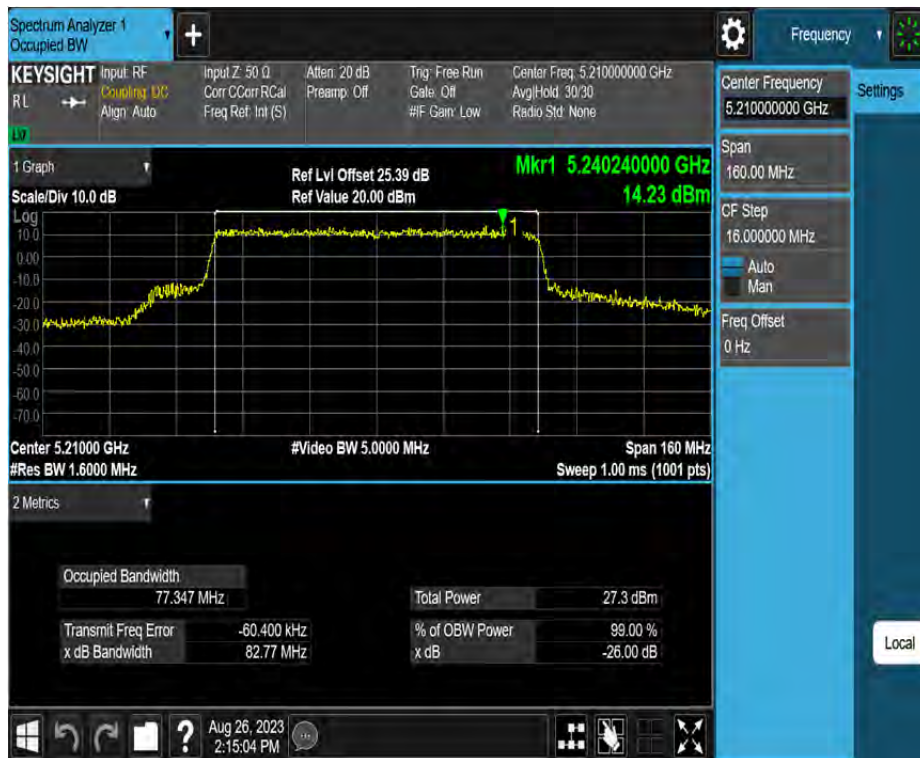 Spectrum Analyzer 1
Occupied BW
+
Frequency
KEYSIGHT
RL
Input: RF
Coupling: DC
Align: Auto
Input Z: 50 Ω
Corr CCorr RCal
Freq Ref: Int (S)
Atten: 20 dB
Preamp: Off
Trig: Free Run
Gate: Off
#IF Gain: Low
Center Freq: 5.210000000 GHz
Avg|Hold: 30/30
Radio Std: None
1 Graph
Scale/Div 10.0 dB
Ref Lvl Offset 25.39 dB
Ref Value 20.00 dBm
Mkr1 5.240240000 GHz
14.23 dBm
Log
10.0
0.00
-10.0
-20.0
-30.0
-40.0
-50.0
-60.0
-70.0
1
Center 5.21000 GHz
#Video BW 5.0000 MHz
Span 160 MHz
#Res BW 1.6000 MHz
Sweep 1.00 ms (1001 pts)
2 Metrics
Occupied Bandwidth
77.347 MHz
Total Power 27.3 dBm
Transmit Freq Error -60.400 kHz
% of OBW Power 99.00 %
x dB Bandwidth 82.77 MHz
x dB -26.00 dB
Center Frequency
5.210000000 GHz
Settings
Span
160.00 MHz
CF Step
16.000000 MHz
Auto
Man
Freq Offset
0 Hz
Local
?
Aug 26, 2023
2:15:04 PM